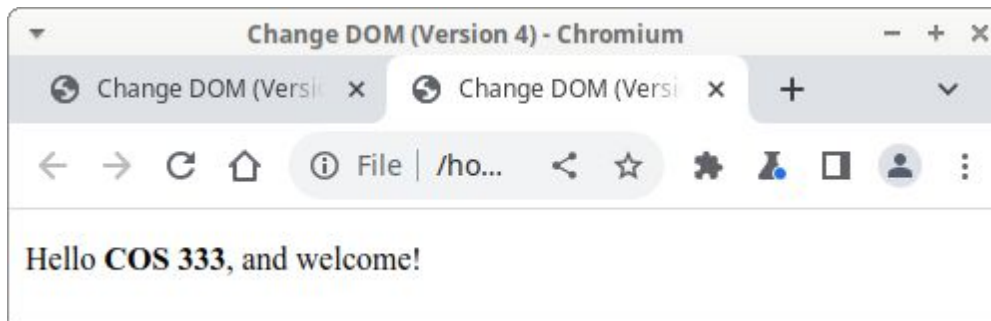 Change DOM (Version 4) - Chromium
Change DOM (Versi Change DOM (Versi
File /ho...
Hello COS 333, and welcome!